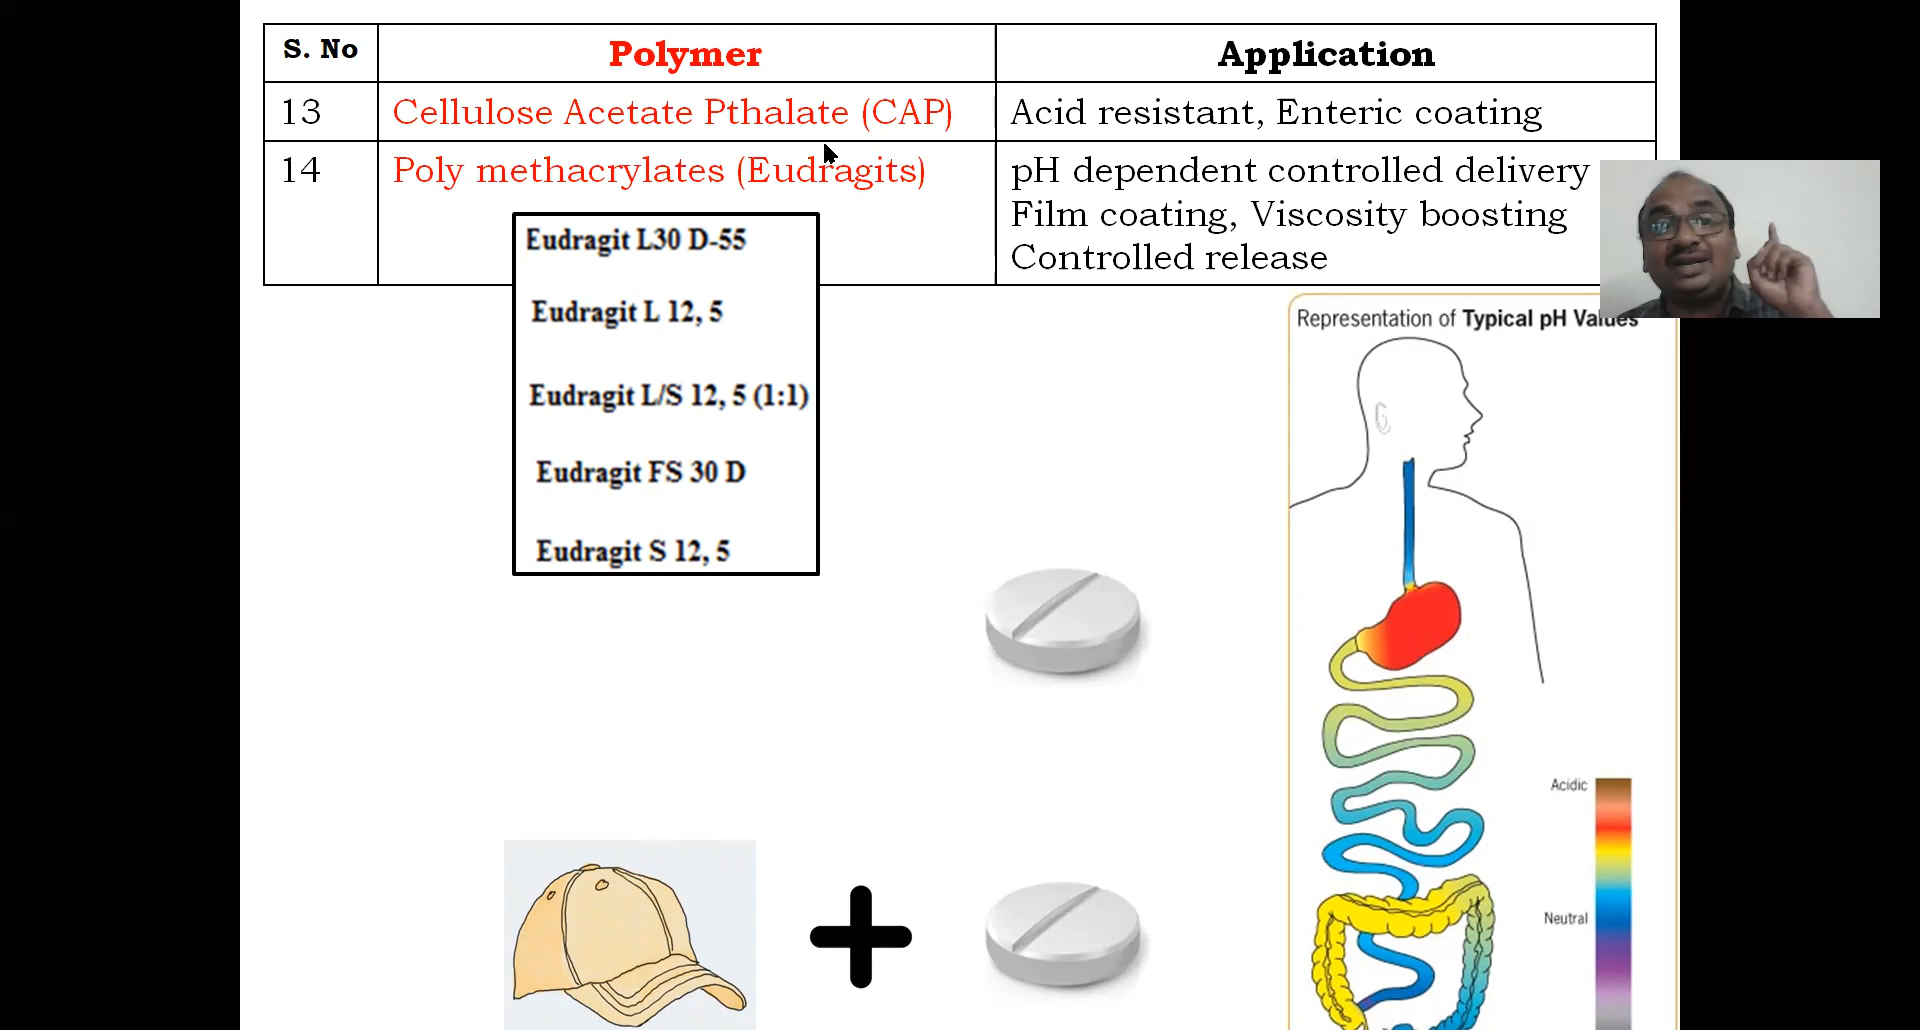 S. No Polymer Application
13 Cellulose Acetate Pthalate (CAP) Acid resistant, Enteric coating
14 Poly methacrylates (Eudragits) pH dependent controlled delivery
Film coating, Viscosity boosting
Controlled release
Eudragit L30 D-55
Eudragit L 12, 5
Eudragit L/S 12, 5 (1:1)
Eudragit FS 30 D
Eudragit S 12, 5
Representation of Typical pH Values
Acidic
Neutral